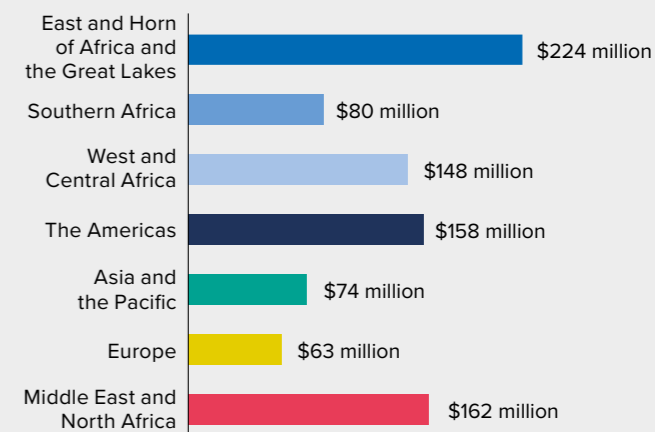 East and Horn
of Africa and
the Great Lakes
$224 million
Southern Africa
$80 million
West and
Central Africa
$148 million
The Americas
$158 million
Asia and
the Pacific
$74 million
Europe
$63 million
Middle East and
North Africa
$162 million